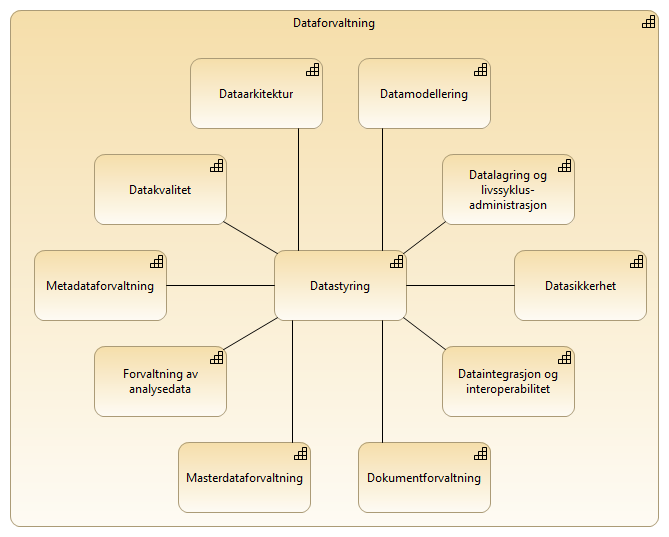 Dataforvaltning
Dataarkitektur
Datamodellering
Datakvalitet
Datalagring og
livssyklus-
administrasjon
Metadataforvaltning
Datastyring
Datasikkerhet
Forvaltning av
analysedata
Dataintegrasjon og
interoperabilitet
Masterdataforvaltning
Dokumentforvaltning